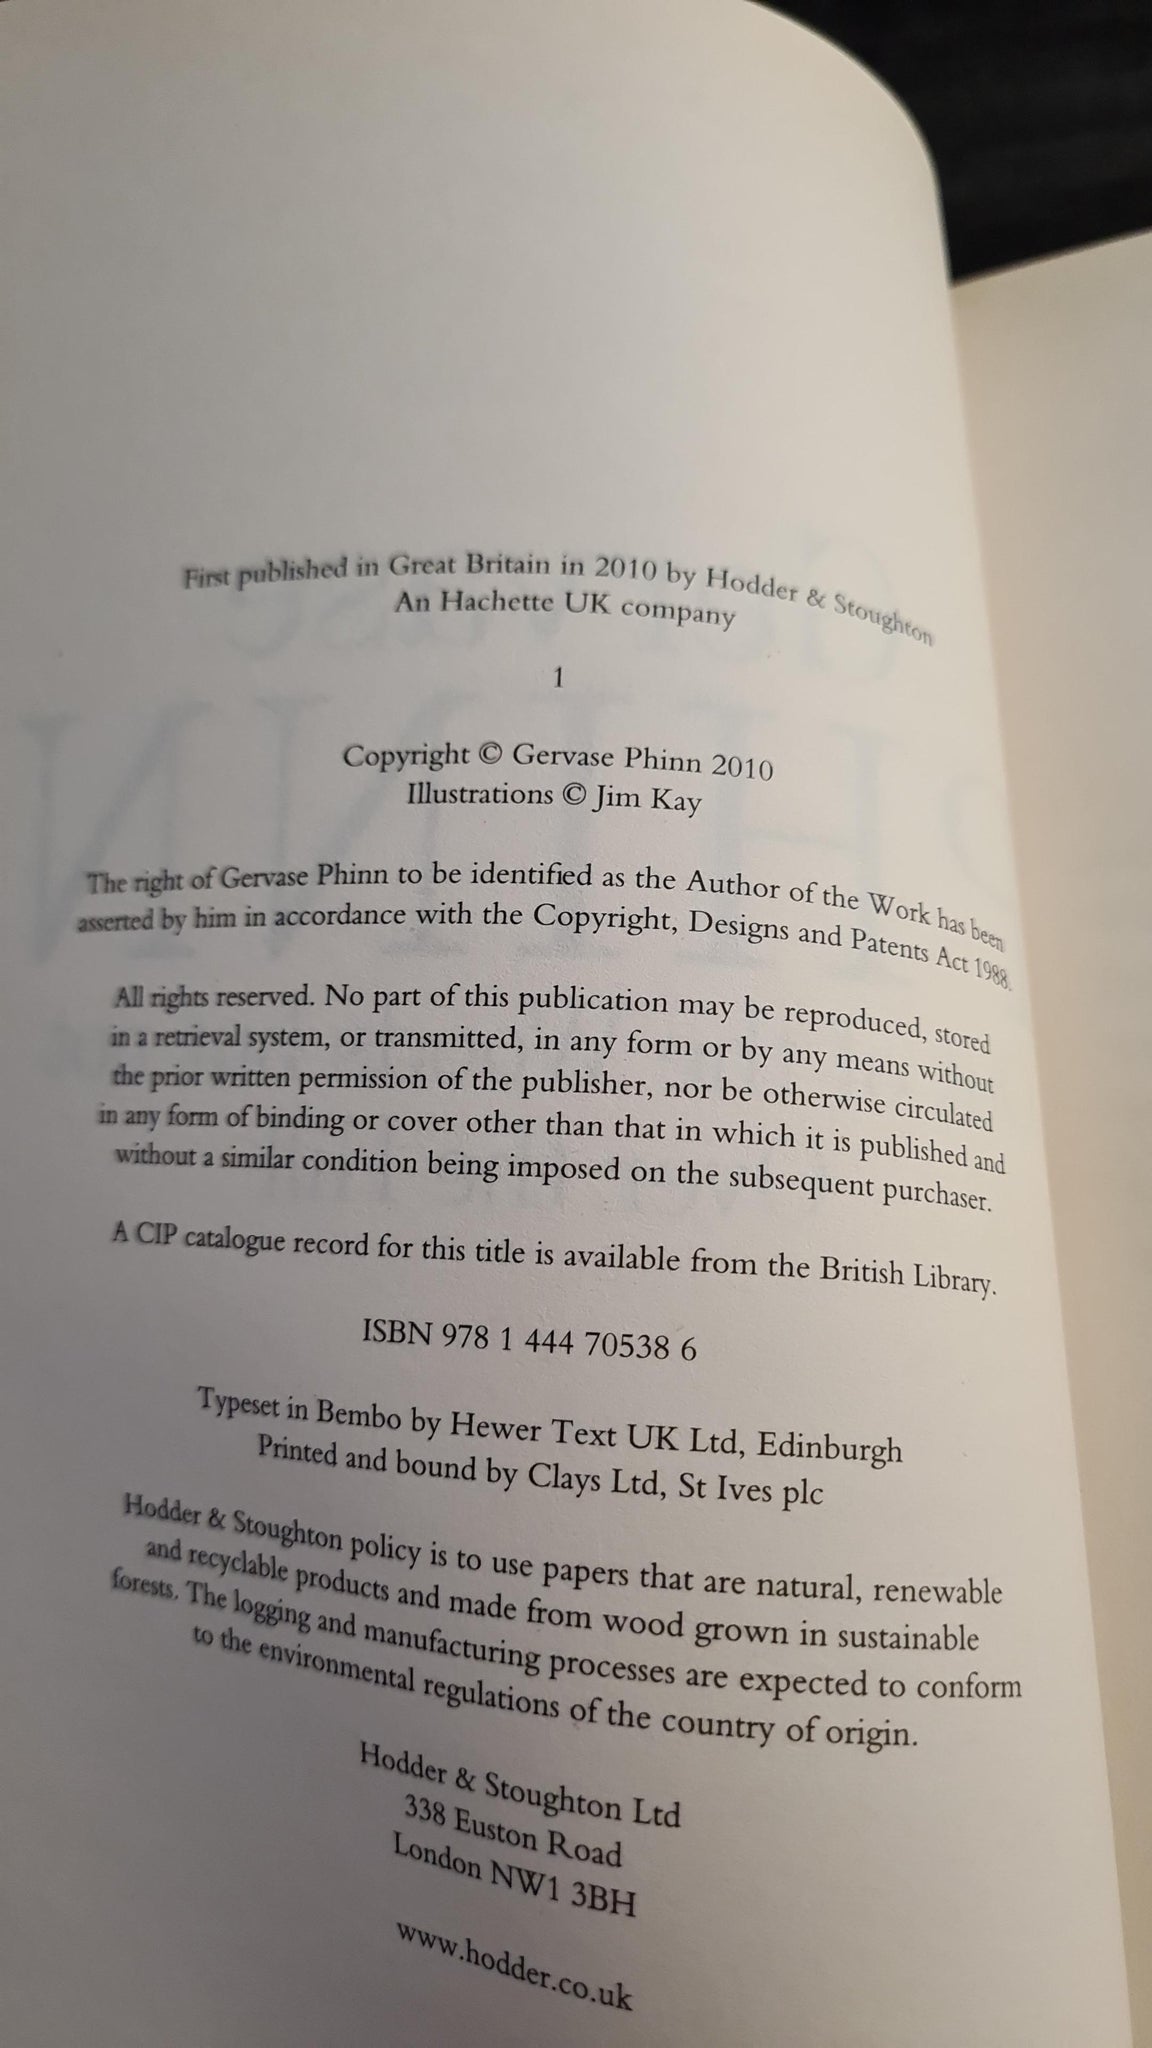 First published in Great Britain in 2010 by Hodder & Stoughton
An Hachette UK company
1
Copyright © Gervase Phinn 2010
Illustrations © Jim Kay
The right of Gervase Phinn to be identified as the Author of the Work has been
asserted by him in accordance with the Copyright, Designs and Patents Act 1988.
All rights reserved. No part of this publication may be reproduced, stored
in a retrieval system, or transmitted, in any form or by any means without
the prior written permission of the publisher, nor be otherwise circulated
in any form of binding or cover other than that in which it is published and
without a similar condition being imposed on the subsequent purchaser.
A CIP catalogue record for this title is available from the British Library.
ISBN 978 1 444 70538 6
Typeset in Bembo by Hewer Text UK Ltd, Edinburgh
Printed and bound by Clays Ltd, St Ives plc
Hodder & Stoughton policy is to use papers that are natural, renewable
and recyclable products and made from wood grown in sustainable
forests. The logging and manufacturing processes are expected to conform
to the environmental regulations of the country of origin.
Hodder & Stoughton Ltd
338 Euston Road
London NW1 3BH
www.hodder.co.uk